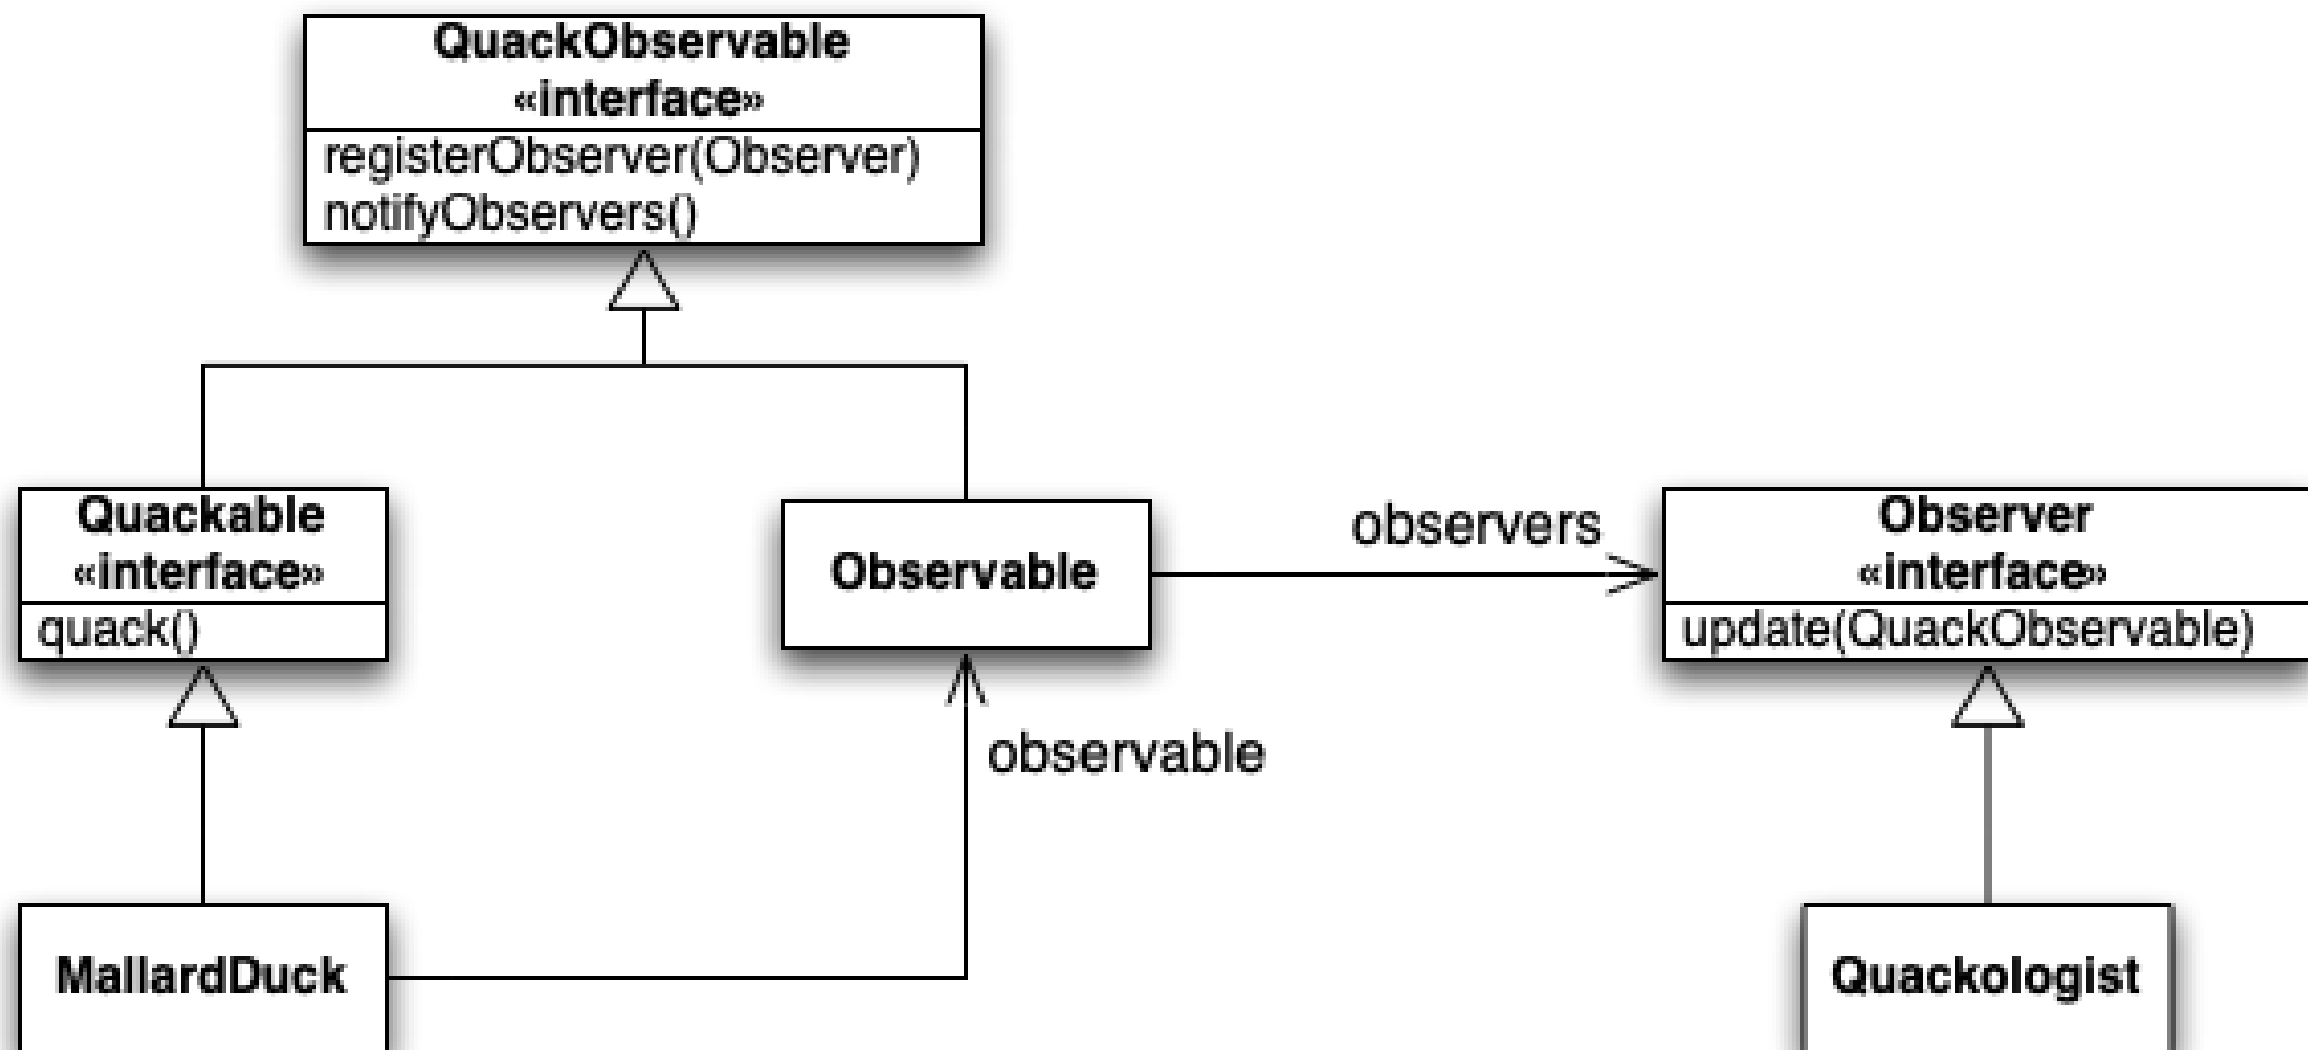 QuackObservable
«interface»
registerObserver(Observer)
notifyObservers()
Quackable
«interface»
quack()
Observable
observers
Observer
«interface»
update(QuackObservable)
observable
MallardDuck
Quackologist